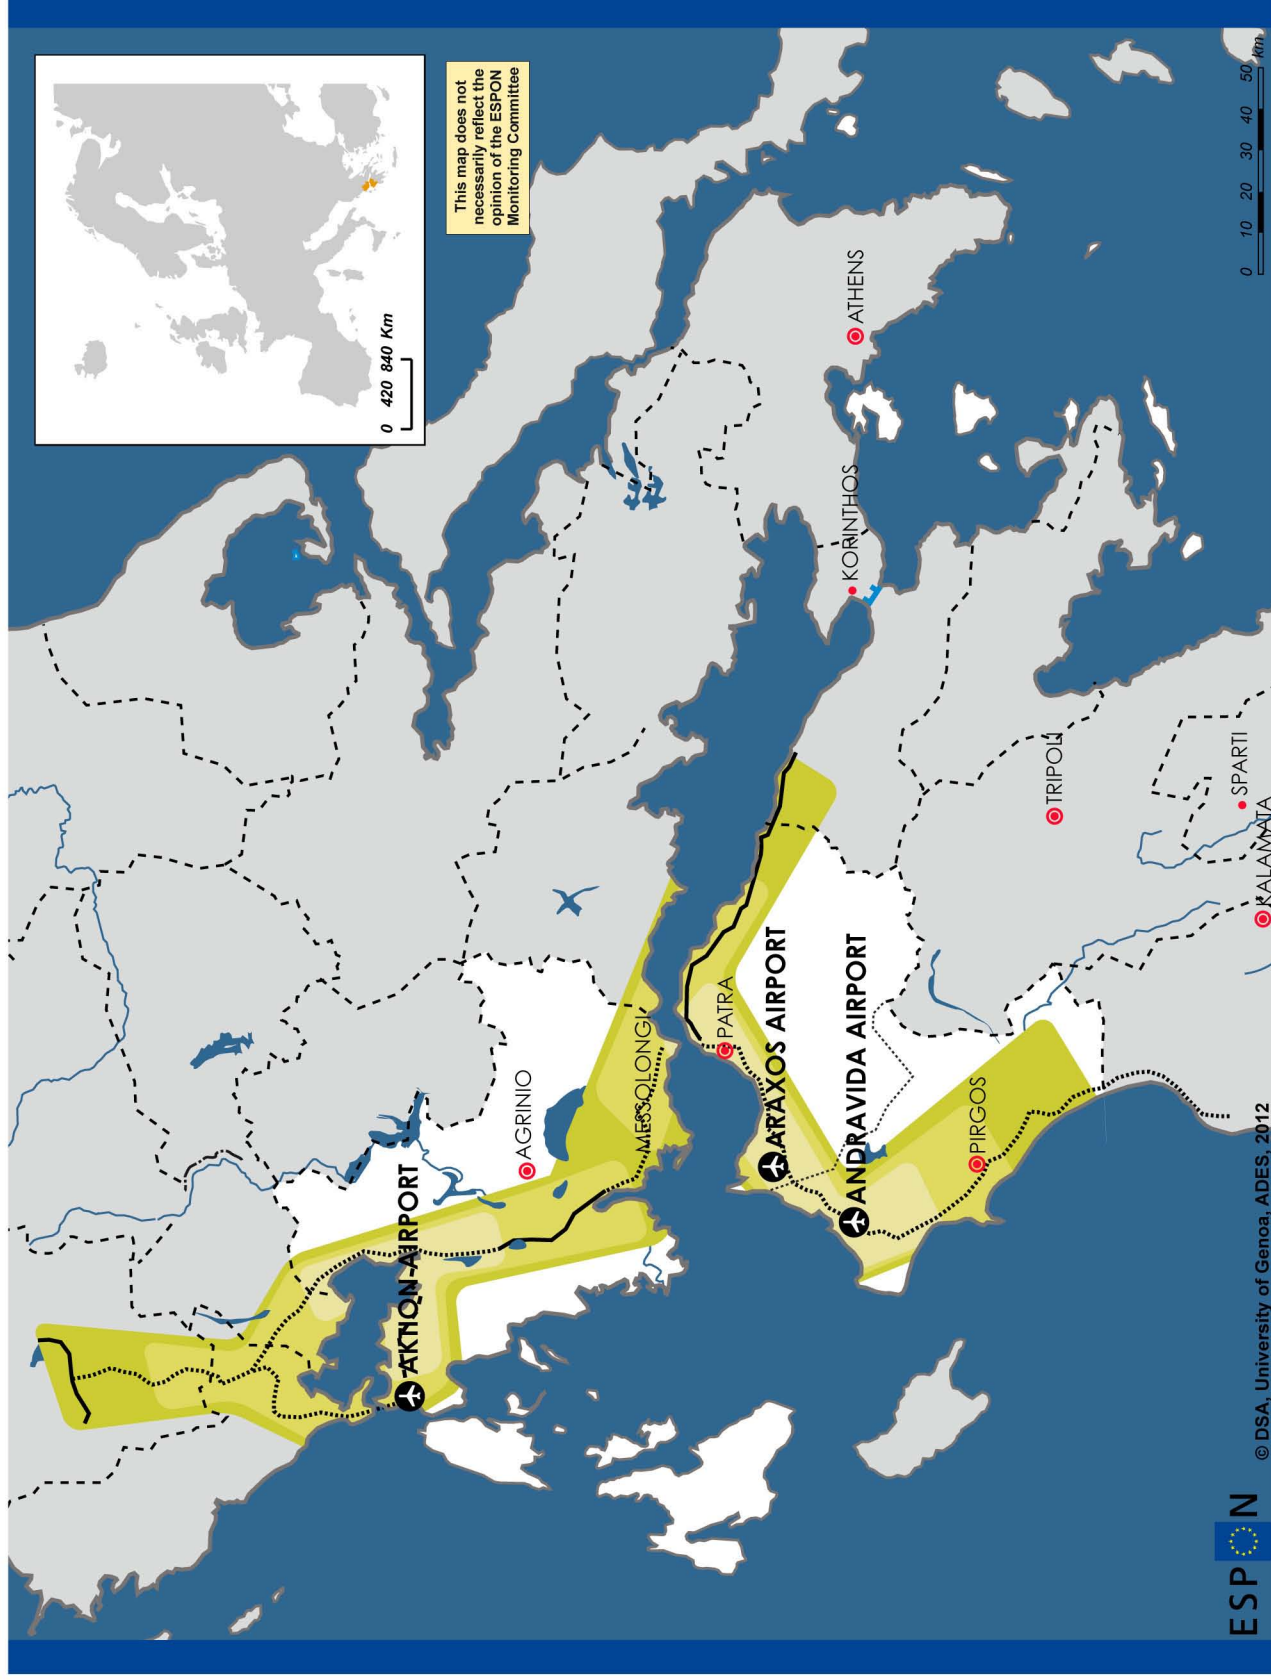 0 420 840 Km
This map does not
necessarily reflect the
opinion of the ESPON
Monitoring Committee
AKTION AIRPORT
AGRINIO
MESSOLONGI
PATRA
ARAXOS AIRPORT
ANDRAVIDA AIRPORT
PIRGOS
KORINTHOS
ATHENS
TRIPOLI
SPARTI
KALAMATA
ESPON
© DSA, University of Genoa, ADES, 2012
0 10 20 30 40 50 km